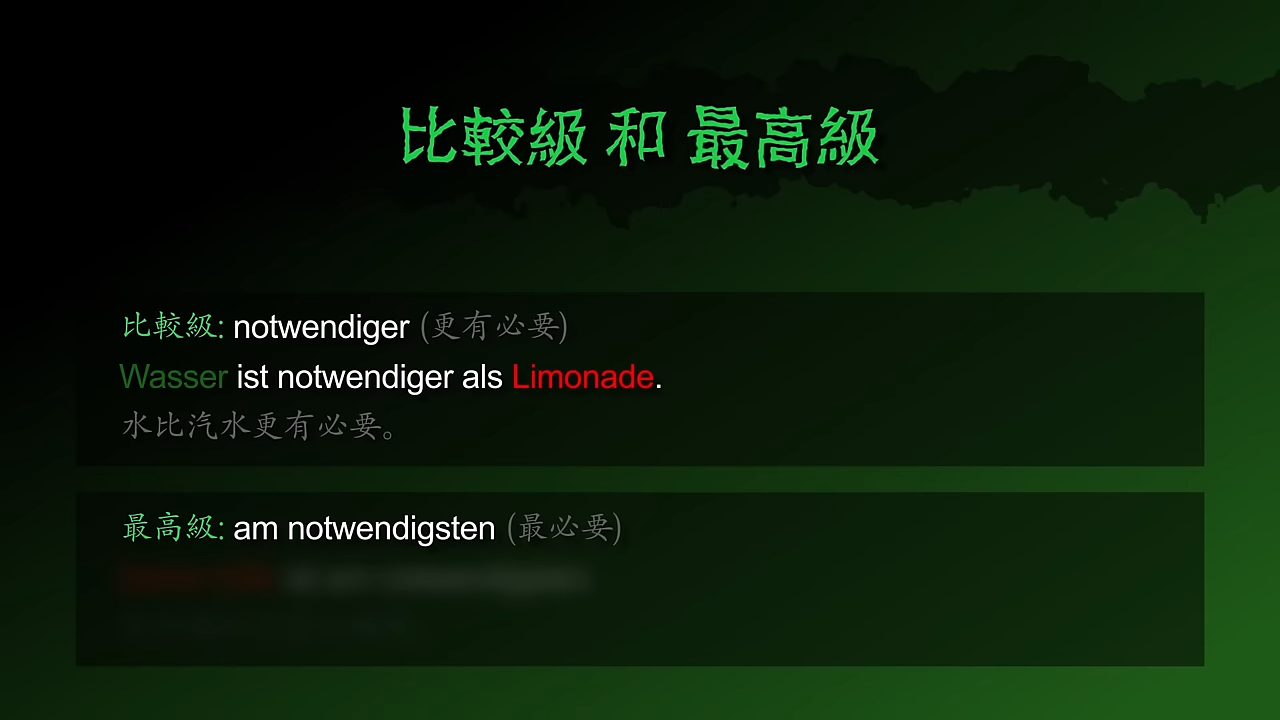 比較級 和 最高級
比較級: notwendiger (更有必要)
Wasser ist notwendiger als Limonade.
水比汽水更有必要。
最高級: am notwendigsten (最必要)